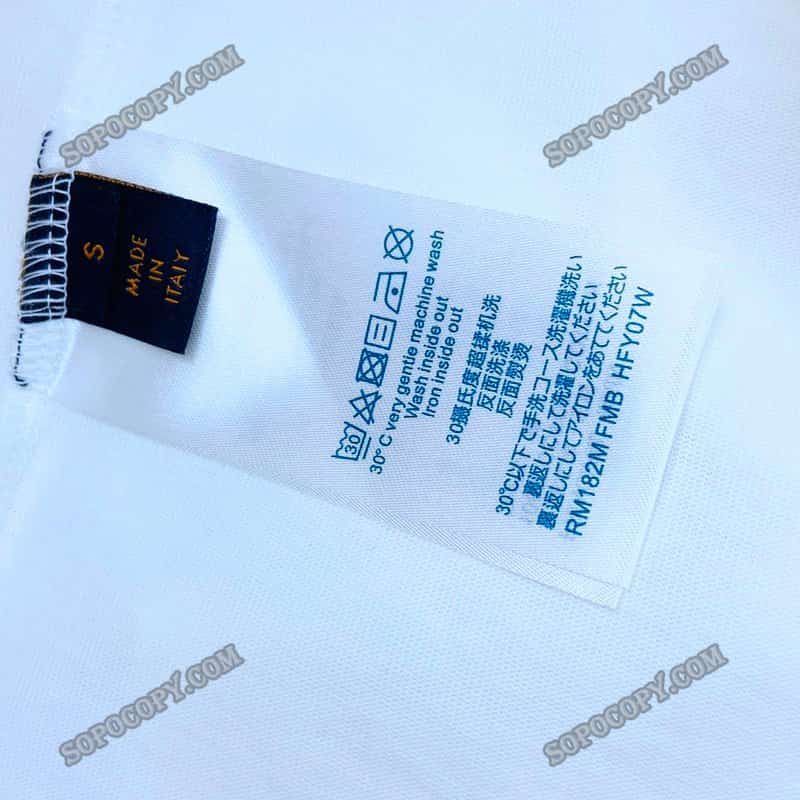 SOPOCOPY.COM
SOPOCOPY.COM
S
MADE
IN
ITAIY
30
30°C very gentle machine wash
Wash inside out
Iron inside out
30攝氏度超揉机洗
反面洗涤
反面熨烫
30℃以下で手洗コース洗濯機洗い
裏返しにして洗濯してください
裏返しにしてアイロンをあててください
RM182M FMB HFY07W
SOPOCOPY.COM
SOPOCOPY.COM